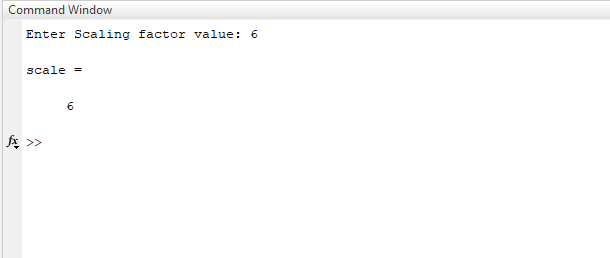 Command Window
Enter Scaling factor value: 6
scale =
6
fx >>